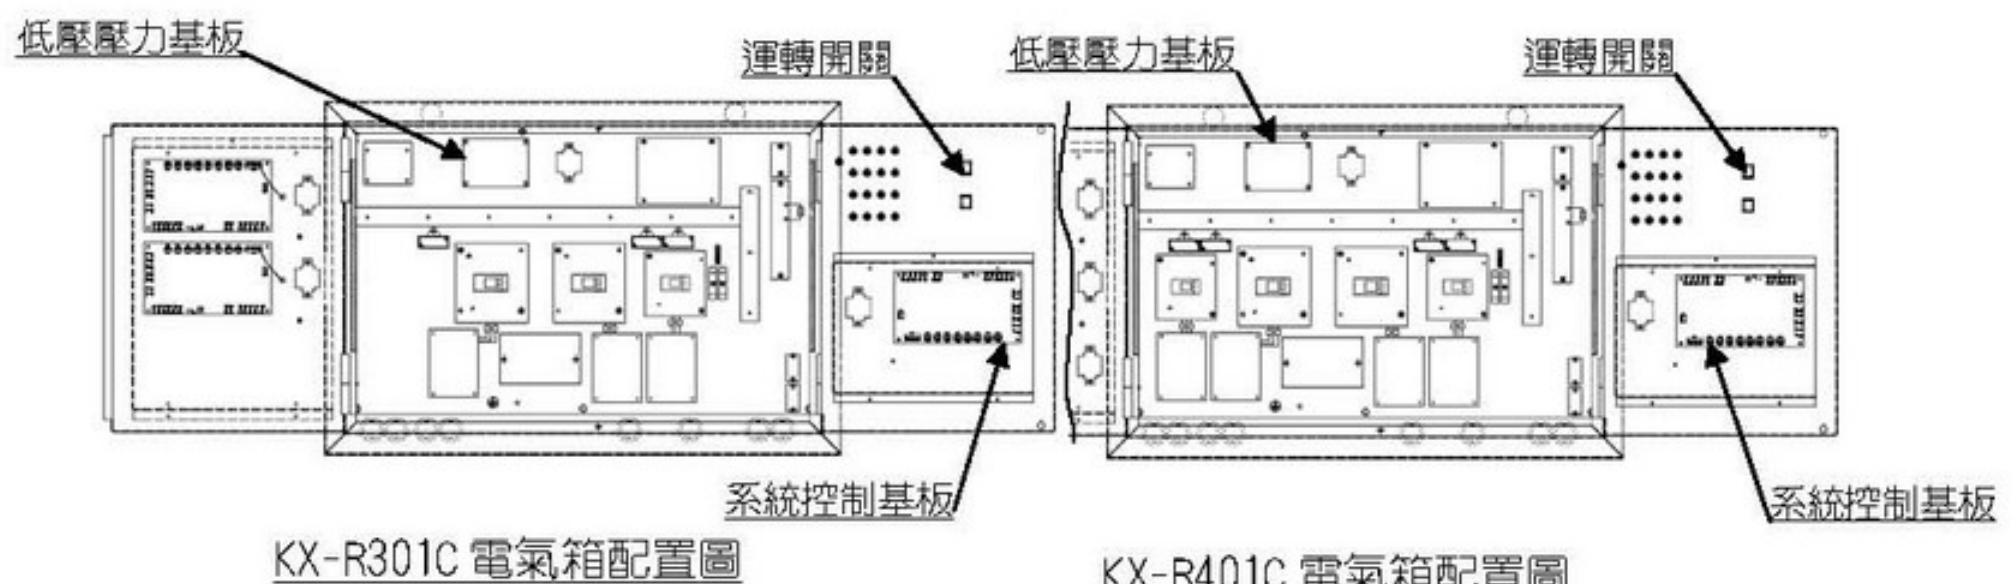 低壓壓力基板
運轉開關
低壓壓力基板
運轉開關
系統控制基板
系統控制基板
KX-R301C 電氣箱配置圖
KX-R401C 電氣箱配置圖